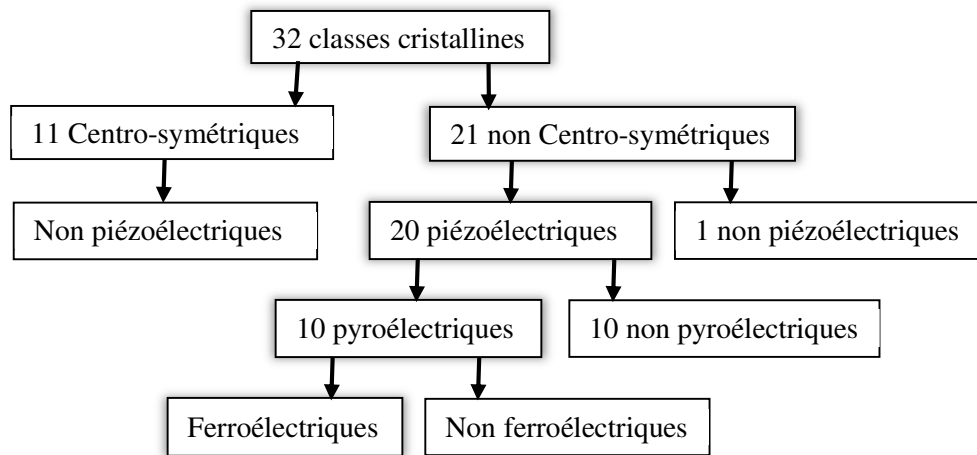 32 classes cristallines
11 Centro-symétriques
21 non Centro-symétriques
Non piézoélectriques
20 piézoélectriques
1 non piézoélectriques
10 pyroélectriques
10 non pyroélectriques
Ferroélectriques
Non ferroélectriques